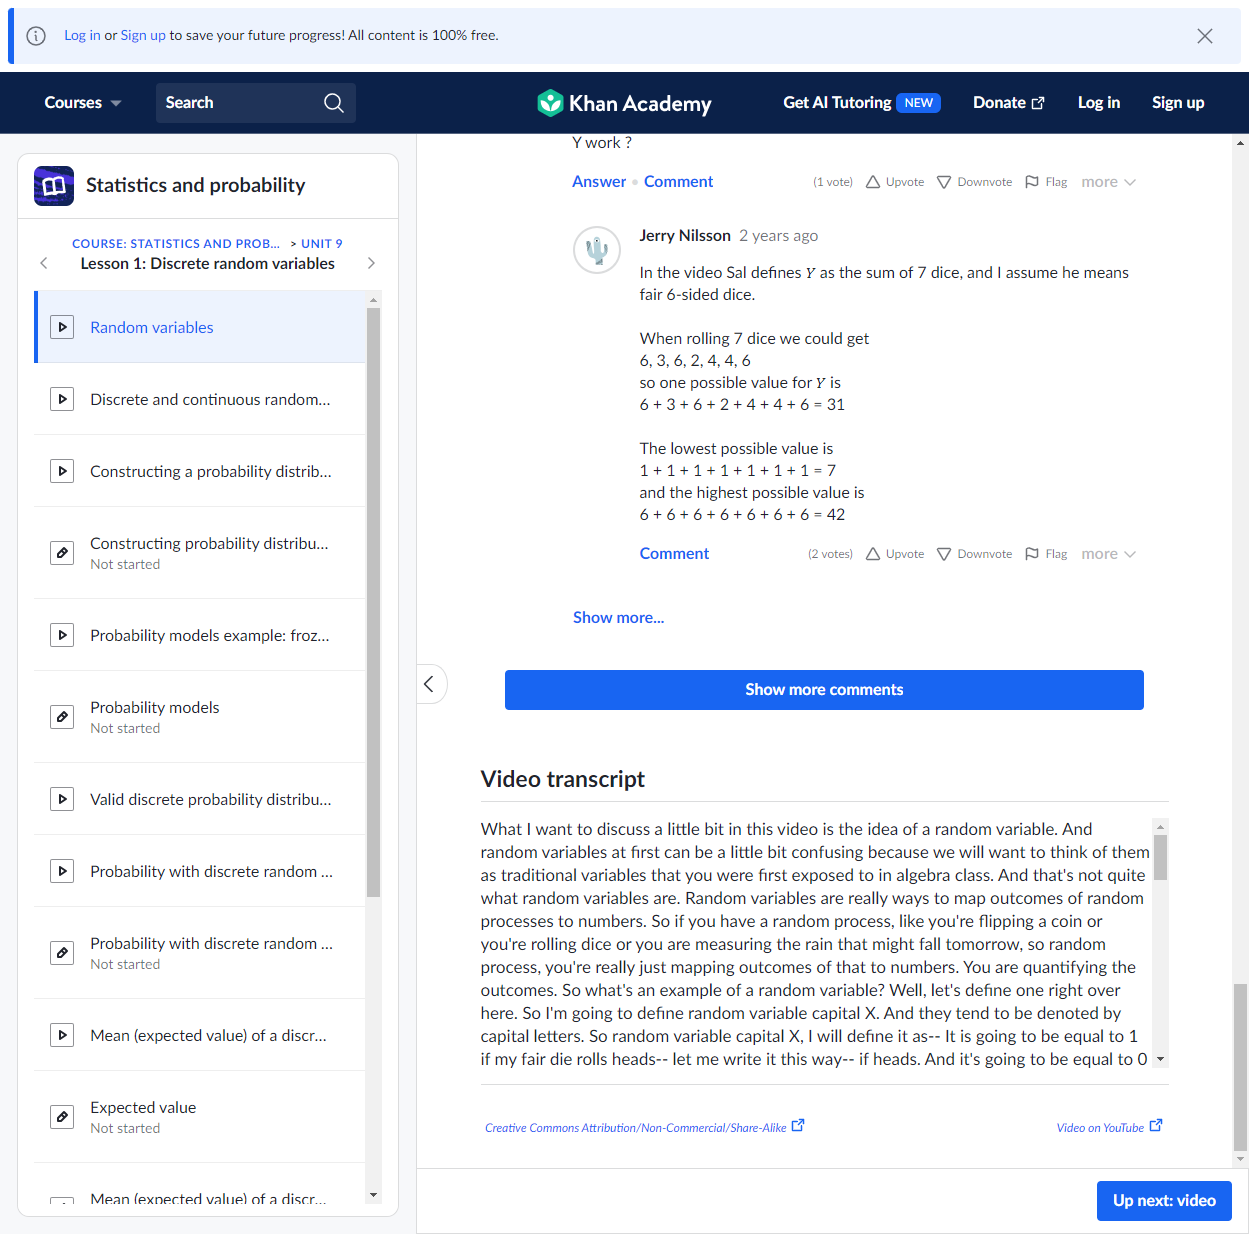 Log in or Sign up to save your future progress! All content is 100% free.
Courses
Search
Khan Academy
Get AI Tutoring NEW
Donate
Log in
Sign up
Statistics and probability
COURSE: STATISTICS AND PROB... > UNIT 9
Lesson 1: Discrete random variables
Random variables
Discrete and continuous random...
Constructing a probability distrib...
Constructing probability distribu...
Not started
Probability models example: froz...
Probability models
Not started
Valid discrete probability distribu...
Probability with discrete random ...
Probability with discrete random ...
Not started
Mean (expected value) of a discr...
Expected value
Not started
Mean (expected value) of a discr...
Y work ?
Answer • Comment
(1 vote) Upvote Downvote Flag more
Jerry Nilsson 2 years ago
In the video Sal defines Y as the sum of 7 dice, and I assume he means
fair 6-sided dice.
When rolling 7 dice we could get
6, 3, 6, 2, 4, 4, 6
so one possible value for Y is
6 + 3 + 6 + 2 + 4 + 4 + 6 = 31
The lowest possible value is
1 + 1 + 1 + 1 + 1 + 1 + 1 = 7
and the highest possible value is
6 + 6 + 6 + 6 + 6 + 6 + 6 = 42
Comment
(2 votes) Upvote Downvote Flag more
Show more...
Show more comments
Video transcript
What I want to discuss a little bit in this video is the idea of a random variable. And
random variables at first can be a little bit confusing because we will want to think of them
as traditional variables that you were first exposed to in algebra class. And that's not quite
what random variables are. Random variables are really ways to map outcomes of random
processes to numbers. So if you have a random process, like you're flipping a coin or
you're rolling dice or you are measuring the rain that might fall tomorrow, so random
process, you're really just mapping outcomes of that to numbers. You are quantifying the
outcomes. So what's an example of a random variable? Well, let's define one right over
here. So I'm going to define random variable capital X. And they tend to be denoted by
capital letters. So random variable capital X, I will define it as-- It is going to be equal to 1
if my fair die rolls heads-- let me write it this way-- if heads. And it's going to be equal to 0
Creative Commons Attribution/Non-Commercial/Share-Alike
Video on YouTube
Up next: video